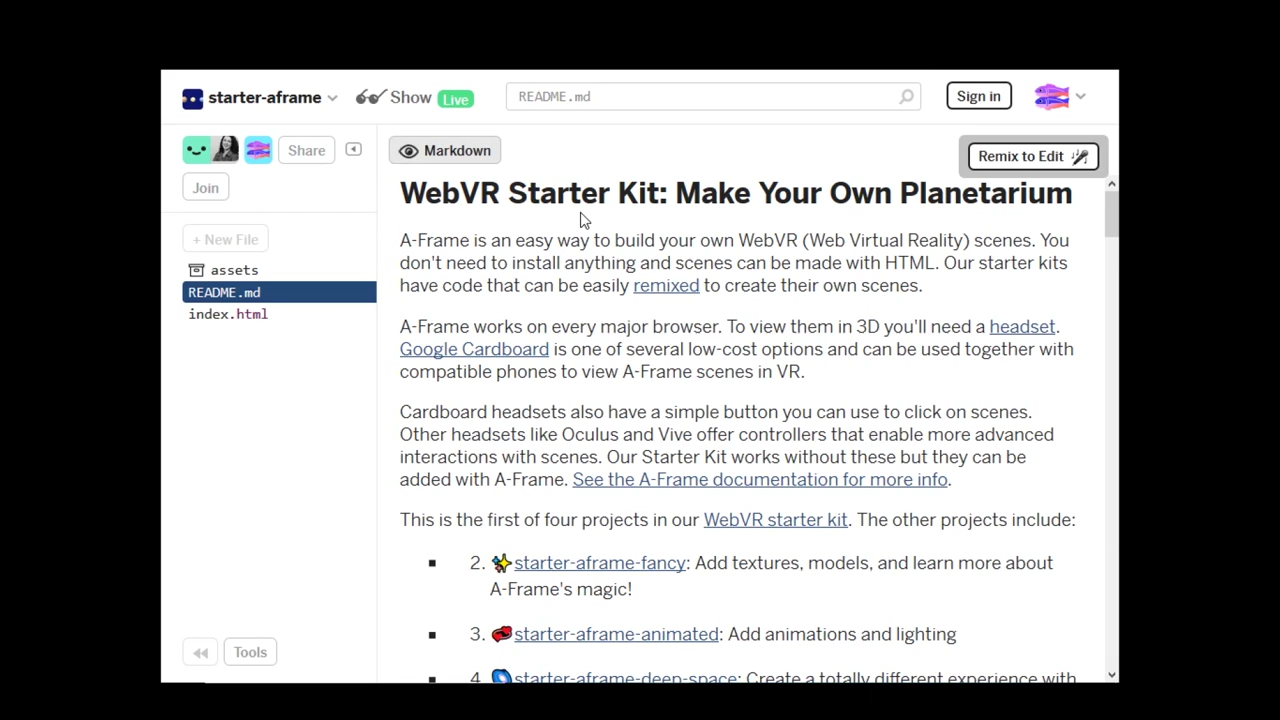 starter-aframe Show Live README.md Sign in
Share
Join
+ New File
assets
README.md
index.html
Tools
Markdown
Remix to Edit
WebVR Starter Kit: Make Your Own Planetarium
A-Frame is an easy way to build your own WebVR (Web Virtual Reality) scenes. You
don't need to install anything and scenes can be made with HTML. Our starter kits
have code that can be easily remixed to create their own scenes.
A-Frame works on every major browser. To view them in 3D you'll need a headset.
Google Cardboard is one of several low-cost options and can be used together with
compatible phones to view A-Frame scenes in VR.
Cardboard headsets also have a simple button you can use to click on scenes.
Other headsets like Oculus and Vive offer controllers that enable more advanced
interactions with scenes. Our Starter Kit works without these but they can be
added with A-Frame. See the A-Frame documentation for more info.
This is the first of four projects in our WebVR starter kit. The other projects include:
2. starter-aframe-fancy: Add textures, models, and learn more about
A-Frame's magic!
3. starter-aframe-animated: Add animations and lighting
4. starter-aframe-deep-space: Create a totally different experience with